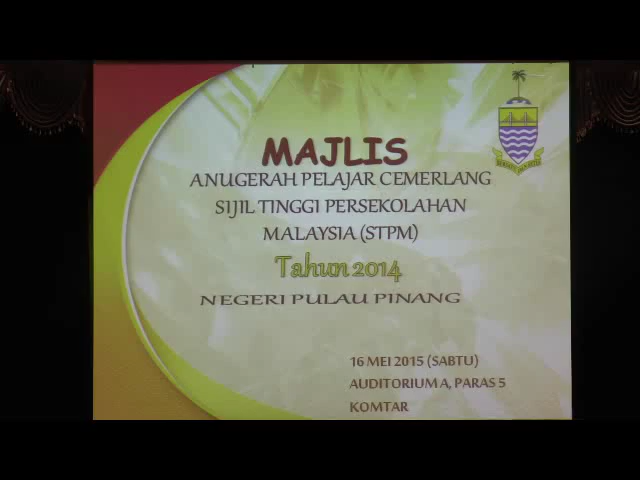 MAJLIS
ANUGERAH PELAJAR CEMERLANG
SIJIL TINGGI PERSEKOLAHAN
MALAYSIA (STPM)
Tahun 2014
NEGERI PULAU PINANG
16 MEI 2015 (SABTU)
AUDITORIUM A, PARAS 5
KOMTAR